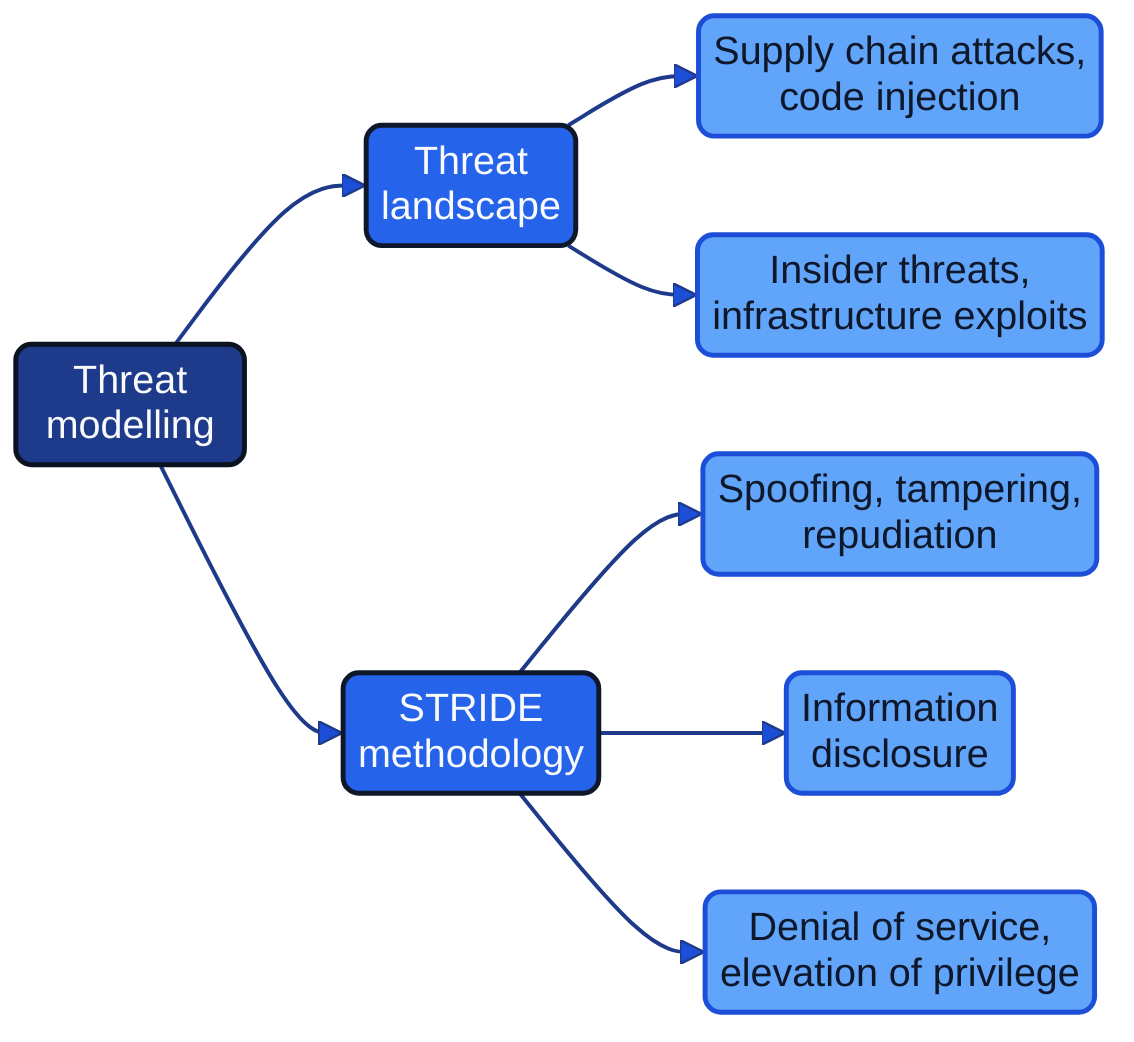 Threat
modelling
Threat
landscape
Supply chain attacks,
code injection
Insider threats,
infrastructure exploits
STRIDE
methodology
Spoofing, tampering,
repudiation
Information
disclosure
Denial of service,
elevation of privilege